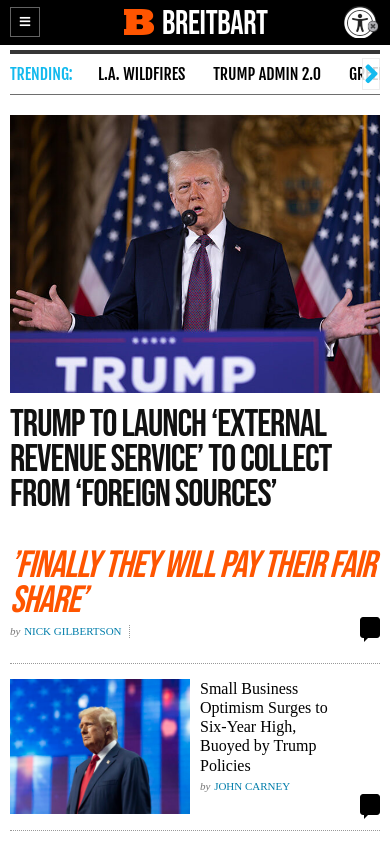 BREITBART
TRENDING: L.A. WILDFIRES TRUMP ADMIN 2.0
TRUMP
TRUMP TO LAUNCH ‘EXTERNAL
REVENUE SERVICE’ TO COLLECT
FROM ‘FOREIGN SOURCES’
’FINALLY THEY WILL PAY THEIR FAIR
SHARE’
by NICK GILBERTSON
Small Business
Optimism Surges to
Six-Year High,
Buoyed by Trump
Policies
by JOHN CARNEY